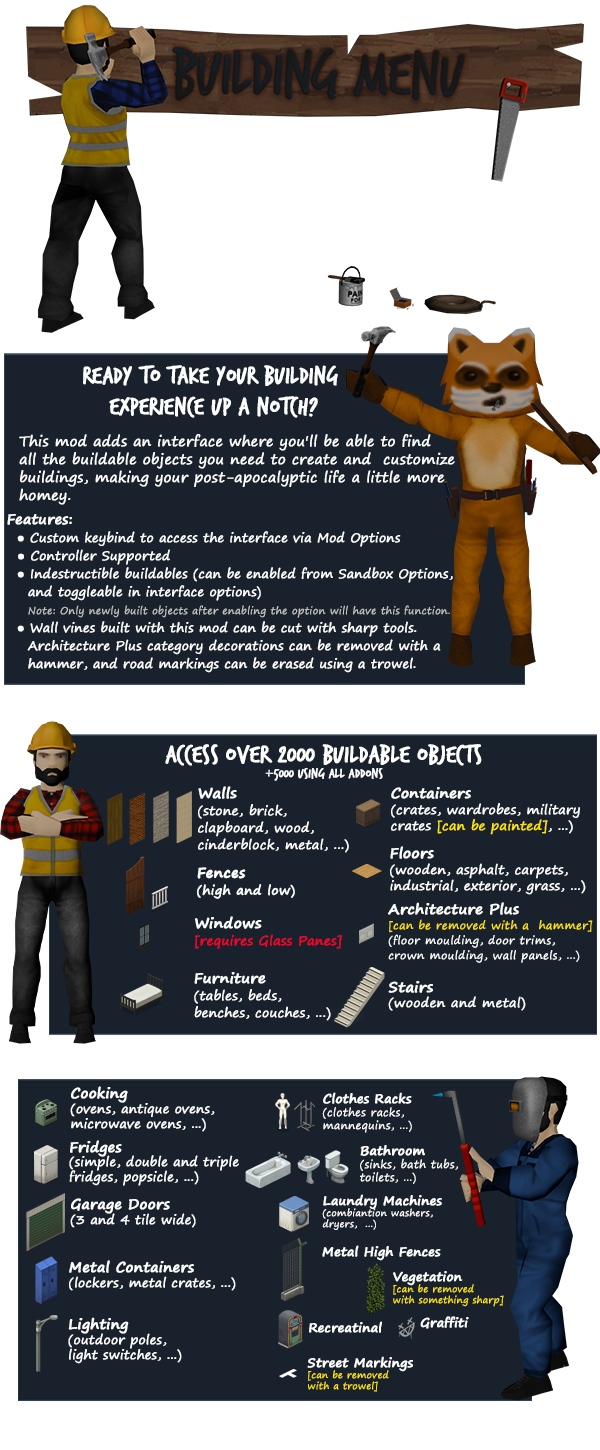 BUILDING MENU
PAIN
FOR
READY TO TAKE YOUR BUILDING
EXPERIENCE UP A NOTCH?
This mod adds an interface where you'll be able to find
all the buildable objects you need to create and customize
buildings, making your post-apocalyptic life a little more
homey.
Features:
• Custom keybind to access the interface via Mod Options
• Controller Supported
• Indestructible buildables (can be enabled from Sandbox Options,
and toggleable in interface options)
Note: Only newly built objects after enabling the option will have this function.
• Wall vines built with this mod can be cut with sharp tools.
Architecture Plus category decorations can be removed with a
hammer, and road markings can be erased using a trowel.
ACCESS OVER 2000 BUILDABLE OBJECTS
+5000 USING ALL ADDONS
Walls
(stone, brick,
clapboard, wood,
cinderblock, metal, ...)
Fences
(high and low)
Windows
[requires Glass Panes]
Furniture
(tables, beds,
benches, couches, ...)
Containers
(crates, wardrobes, military
crates [can be painted], ...)
Floors
(wooden, asphalt, carpets,
industrial, exterior, grass, ...)
Architecture Plus
[can be removed with a hammer]
(floor moulding, door trims,
crown moulding, wall panels, ...)
Stairs
(wooden and metal)
Cooking
(ovens, antique ovens,
microwave ovens, ...)
Fridges
(simple, double and triple
fridges, popsicle, ...)
Garage Doors
(3 and 4 tile wide)
Metal Containers
(lockers, metal crates, ...)
Lighting
(outdoor poles,
light switches, ...)
Clothes Racks
(clothes racks,
mannequins, ...)
Bathroom
(sinks, bath tubs,
toilets, ...)
Laundry Machines
(combiantion washers,
dryers, ...)
Metal High Fences
Vegetation
[can be removed
with something sharp]
Recreatinal
Graffiti
Street Markings
[can be removed
with a trowel]